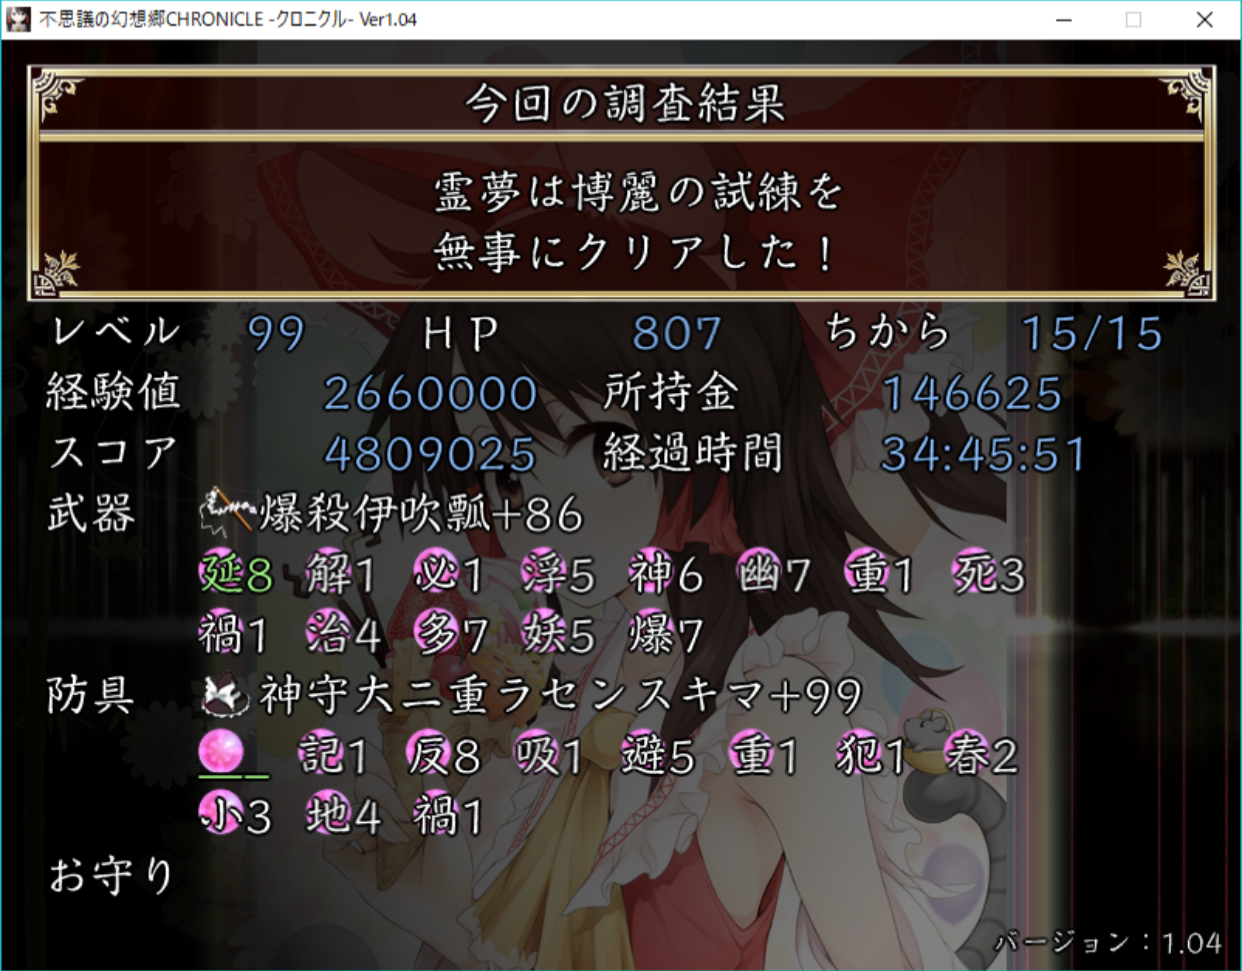 不思議の幻想郷CHRONICLE -クロニクル- Ver1.04
今回の調査結果
霊夢は博麗の試練を
無事にクリアした！
レベル 99 HP 807 ちから 15/15
経験値 2660000 所持金 146625
スコア 4809025 経過時間 34:45:51
武器 爆殺伊吹瓢+86
延8 解1 必1 浮5 神6 幽7 重1 死3
禍1 治4 多7 妖5 爆7
防具 神守大二重ラセンスキマ+99
__ 記1 反8 吸1 避5 重1 犯1 春2
小3 地4 禍1
お守り
バージョン：1.04